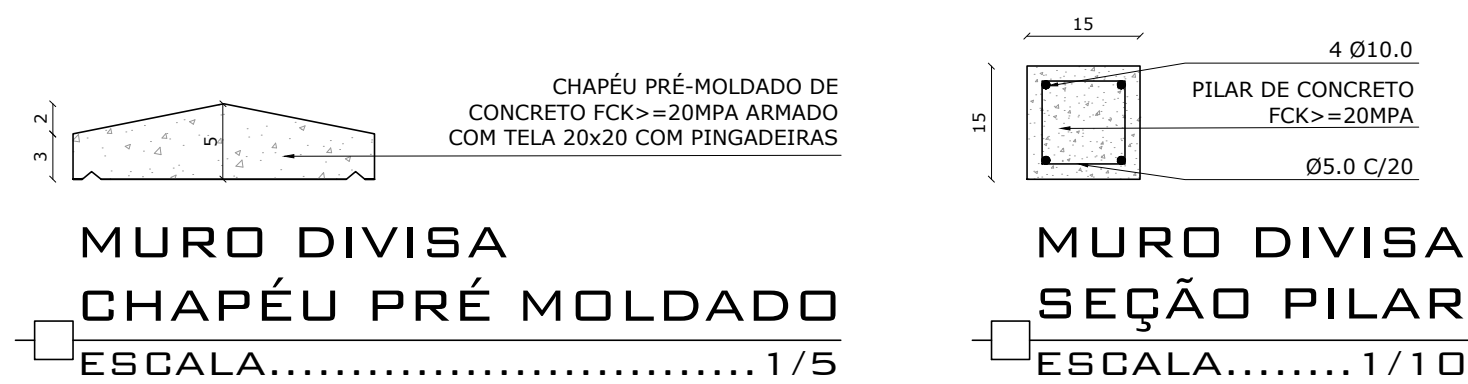 2
3
5
CHAPÉU PRÉ-MOLDADO DE
CONCRETO FCK>=20MPA ARMADO
COM TELA 20x20 COM PINGADEIRAS
MURO DIVISA
CHAPÉU PRÉ MOLDADO
ESCALA..............................1/5
15
15
4 Ø10.0
PILAR DE CONCRETO
FCK>=20MPA
Ø5.0 C/20
MURO DIVISA
SEÇÃO PILAR
ESCALA........1/10